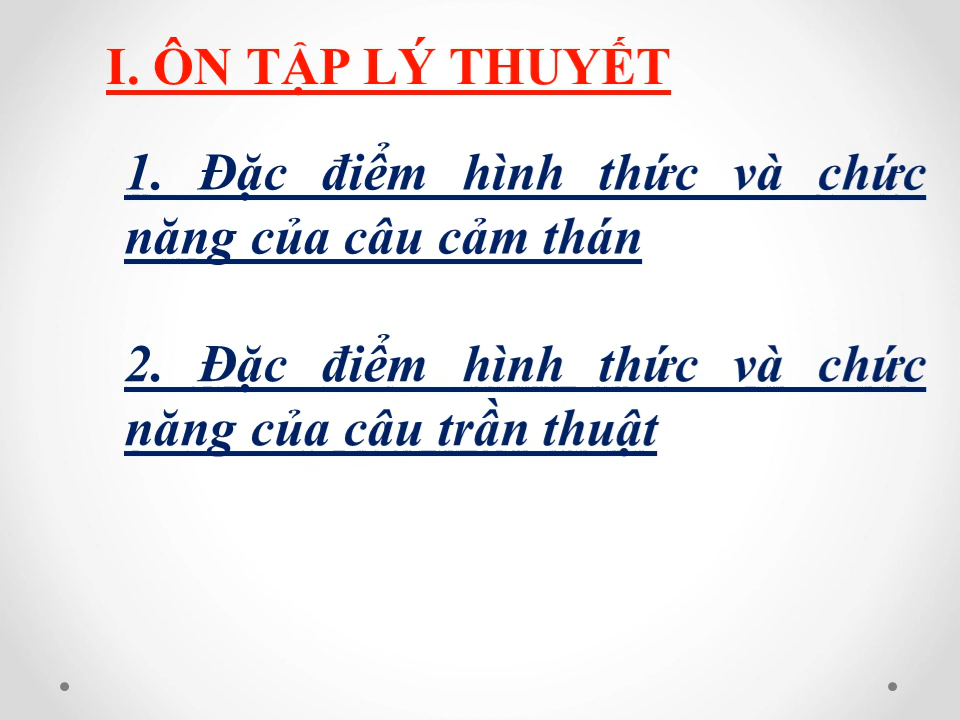 I. ÔN TẬP LÝ THUYẾT
1. Đặc điểm hình thức và chức
năng của câu cảm thán
2. Đặc điểm hình thức và chức
năng của câu trần thuật